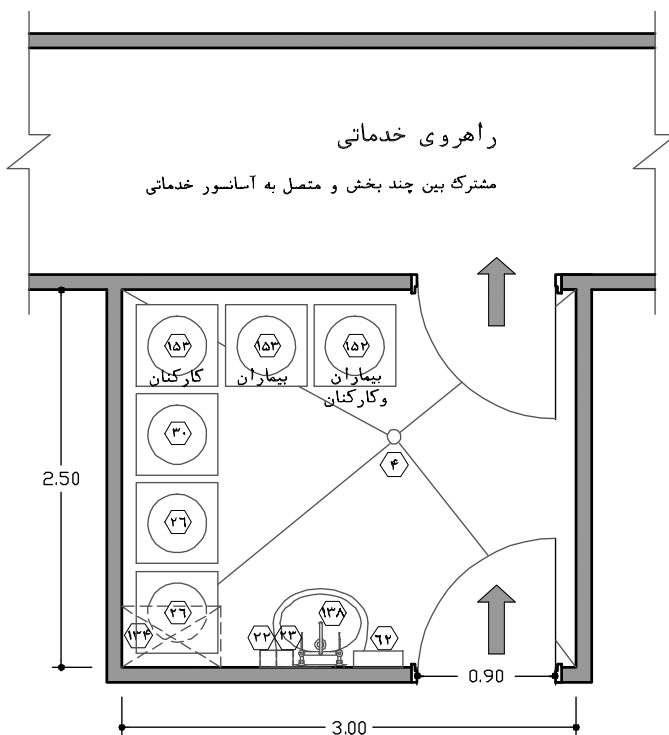 راهروی خدماتی
مشترک بین چند بخش و متصل به آسانسور خدماتی
۱۵۲
۱۵۳
۱۵۳
بیماران
وکارکنان
بیماران
کارکنان
۳۰
۴
2.50
۲۶
۲۶
۱۳۴
۲۲
۲۳
۱۳۸
۶۲
0.90
3.00